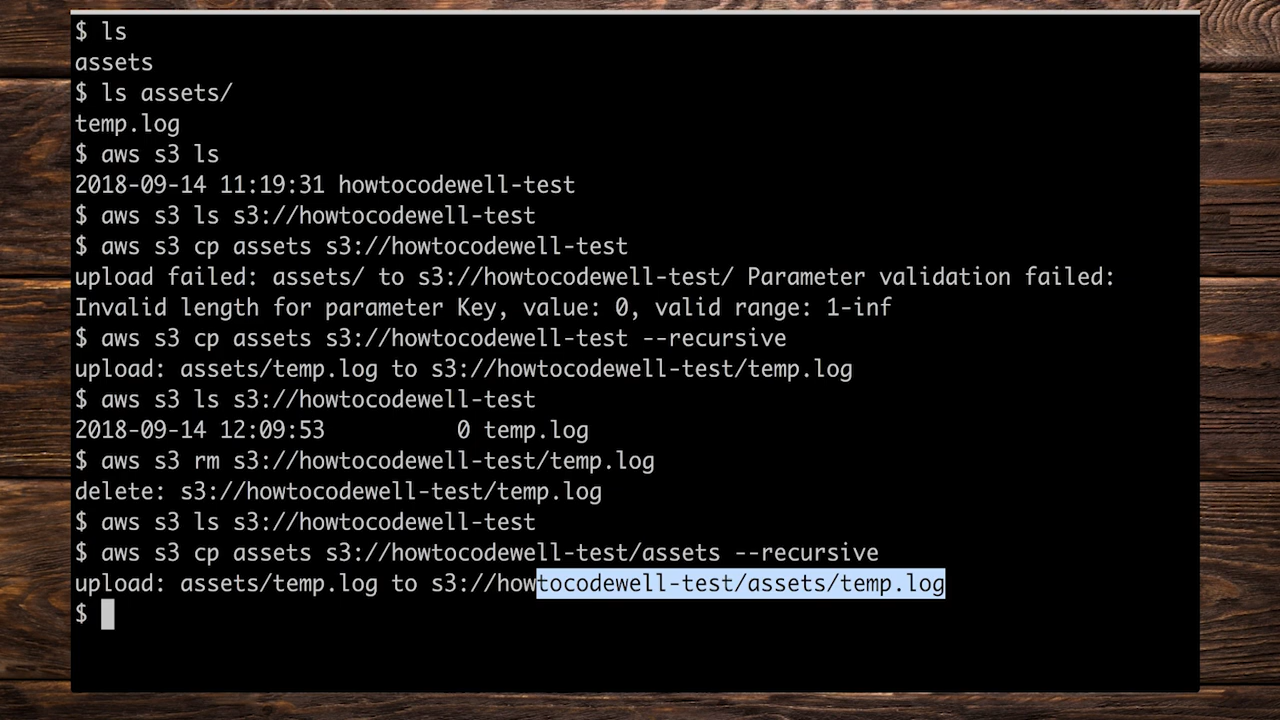 $ ls
assets
$ ls assets/
temp.log
$ aws s3 ls
2018-09-14 11:19:31 howtocodewell-test
$ aws s3 ls s3://howtocodewell-test
$ aws s3 cp assets s3://howtocodewell-test
upload failed: assets/ to s3://howtocodewell-test/ Parameter validation failed:
Invalid length for parameter Key, value: 0, valid range: 1-inf
$ aws s3 cp assets s3://howtocodewell-test --recursive
upload: assets/temp.log to s3://howtocodewell-test/temp.log
$ aws s3 ls s3://howtocodewell-test
2018-09-14 12:09:53          0 temp.log
$ aws s3 rm s3://howtocodewell-test/temp.log
delete: s3://howtocodewell-test/temp.log
$ aws s3 ls s3://howtocodewell-test
$ aws s3 cp assets s3://howtocodewell-test/assets --recursive
upload: assets/temp.log to s3://howtocodewell-test/assets/temp.log
$